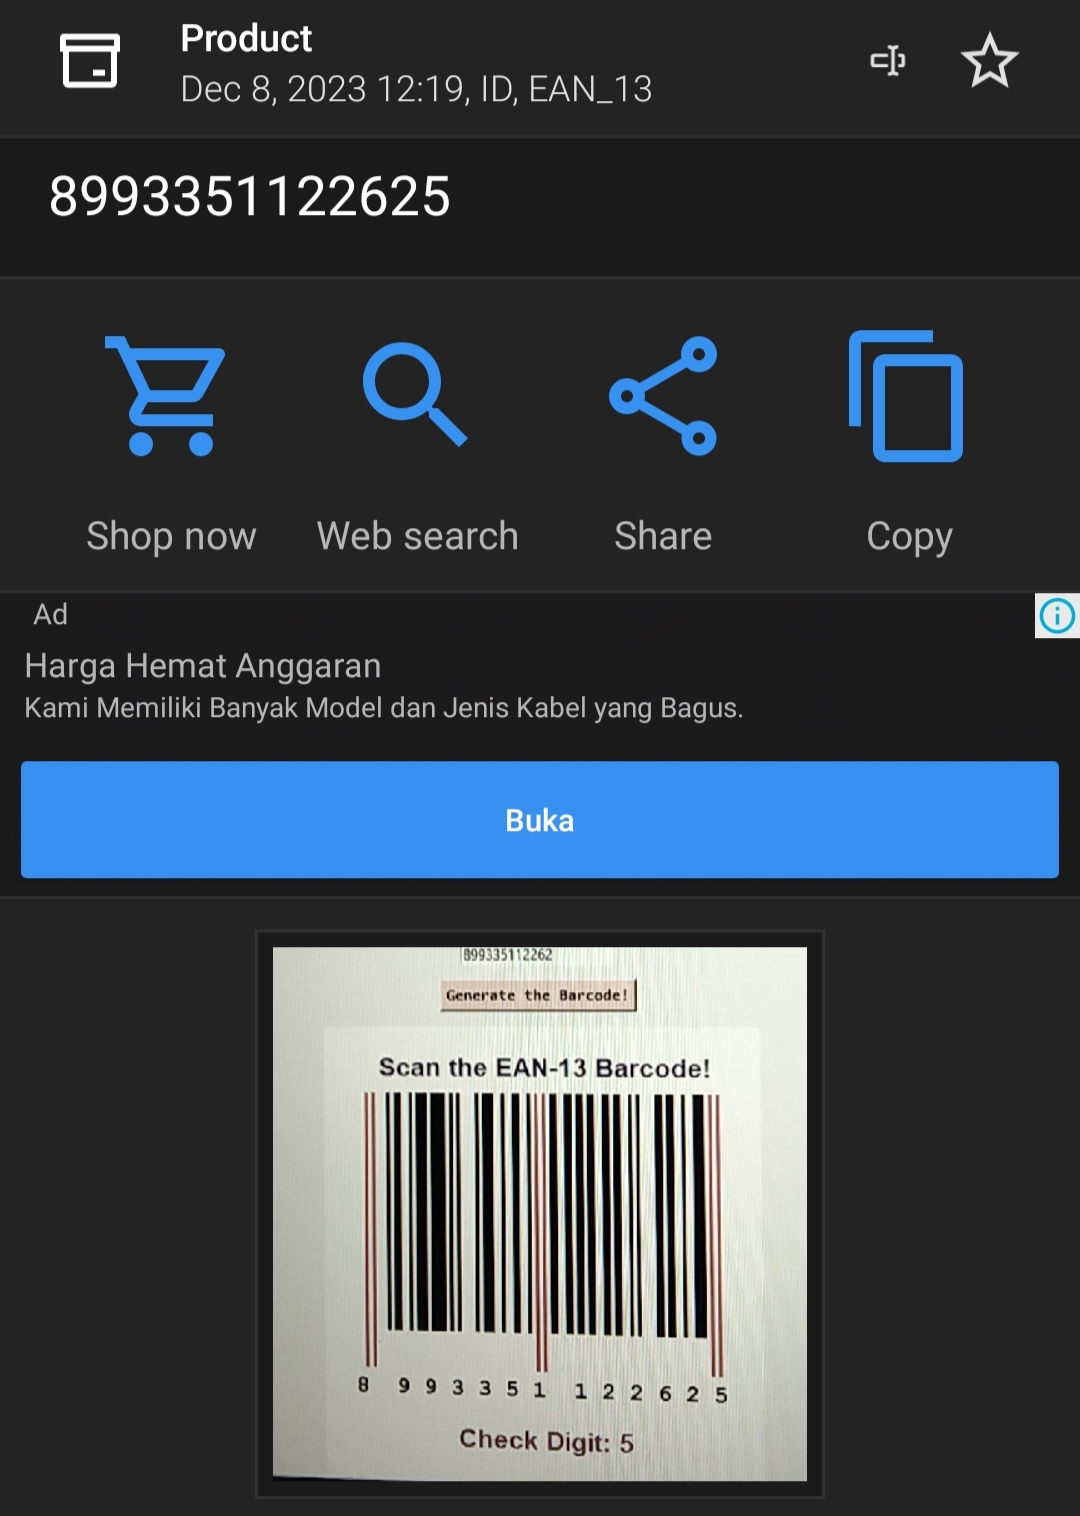 Product
Dec 8, 2023 12:19, ID, EAN_13
8993351122625
Shop now
Web search
Share
Copy
Ad
Harga Hemat Anggaran
Kami Memiliki Banyak Model dan Jenis Kabel yang Bagus.
Buka
899335112262
Generate the Barcode!
Scan the EAN-13 Barcode!
8 9 9 3 3 5 1 1 2 2 6 2 5
Check Digit: 5